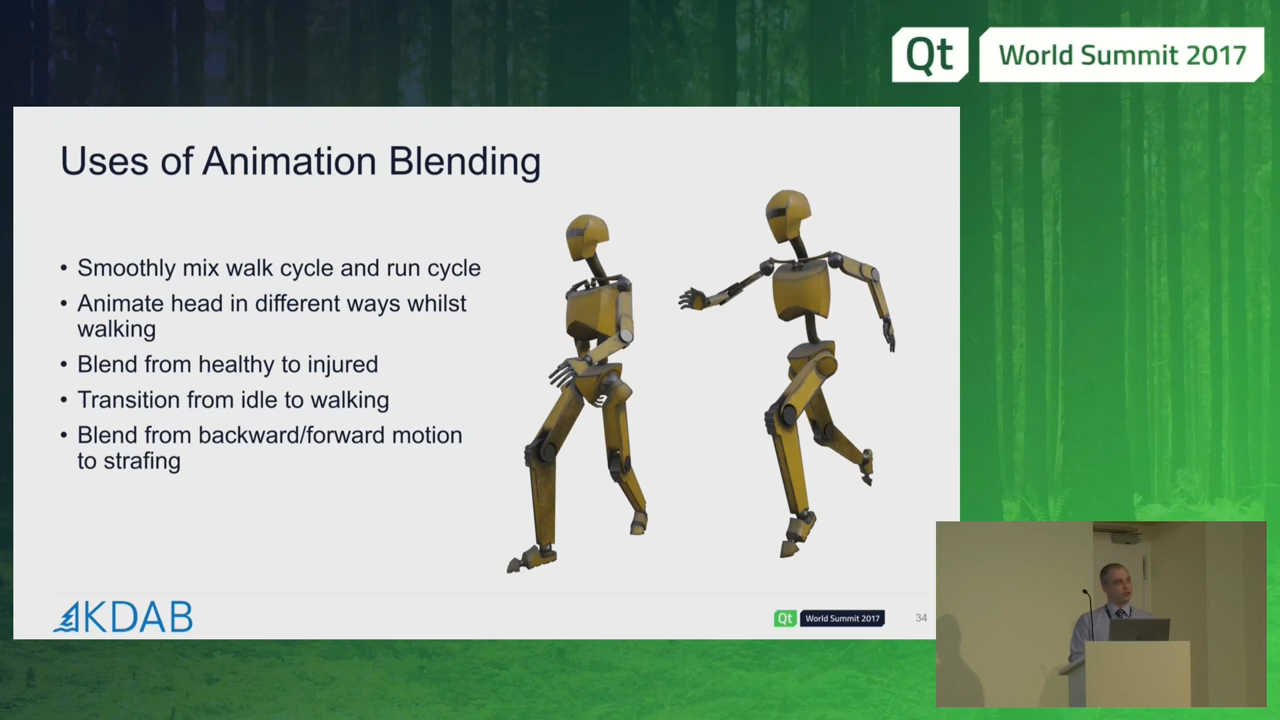 Qt World Summit 2017
Uses of Animation Blending
• Smoothly mix walk cycle and run cycle
• Animate head in different ways whilst
walking
• Blend from healthy to injured
• Transition from idle to walking
• Blend from backward/forward motion
to strafing
KDAB
Qt World Summit 2017
34